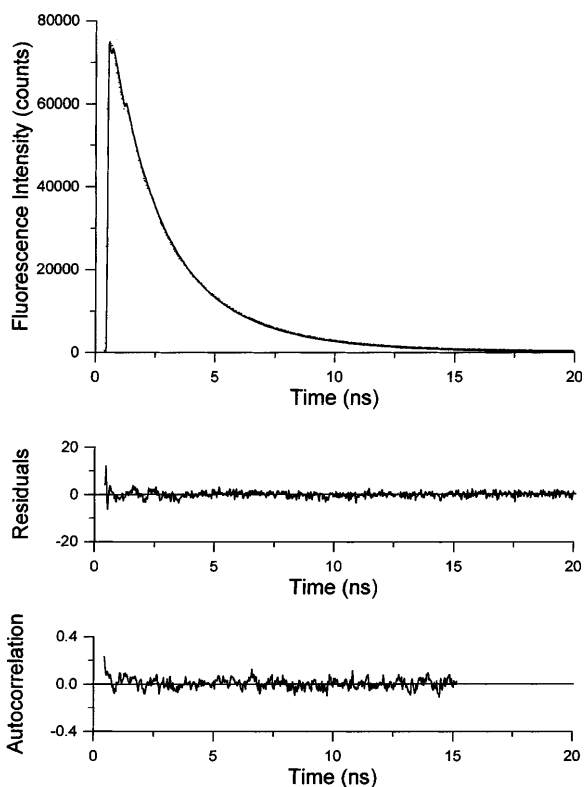 Fluorescence Intensity (counts)
80000
60000
40000
20000
0
0 5 10 15 20
Time (ns)
Residuals
20
0
-20
0 5 10 15 20
Time (ns)
Autocorrelation
0.4
0.0
-0.4
0 5 10 15 20
Time (ns)